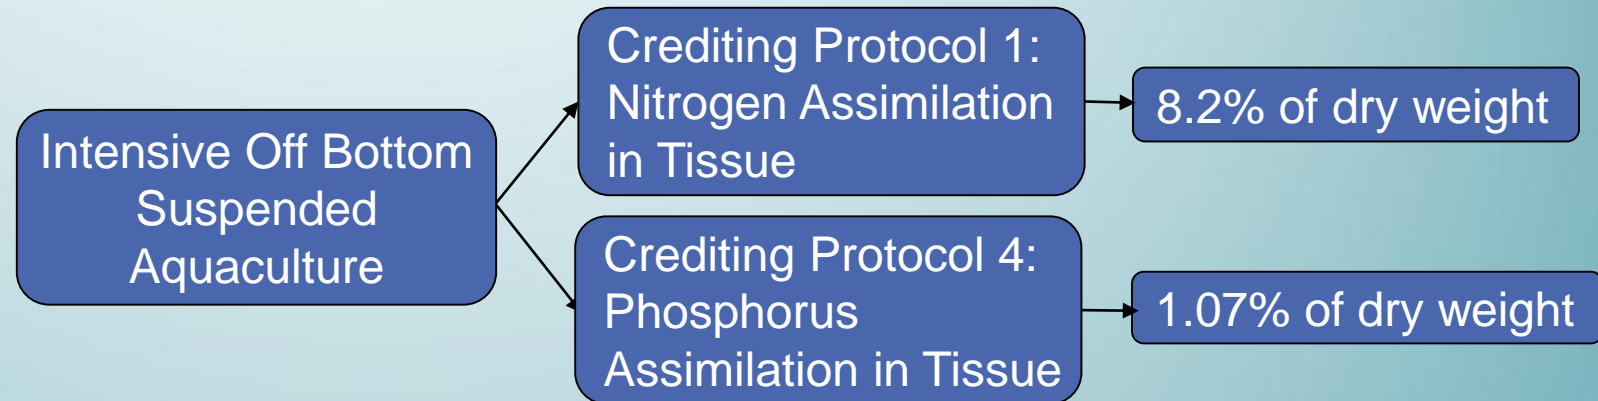 Intensive Off Bottom
Suspended
Aquaculture
Crediting Protocol 1:
Nitrogen Assimilation
in Tissue
8.2% of dry weight
Crediting Protocol 4:
Phosphorus
Assimilation in Tissue
1.07% of dry weight